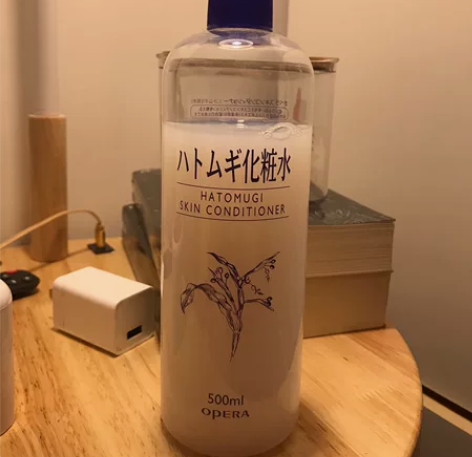 ハトムギ化粧水
HATOMUGI
SKIN CONDITIONER
500ml
OPERA